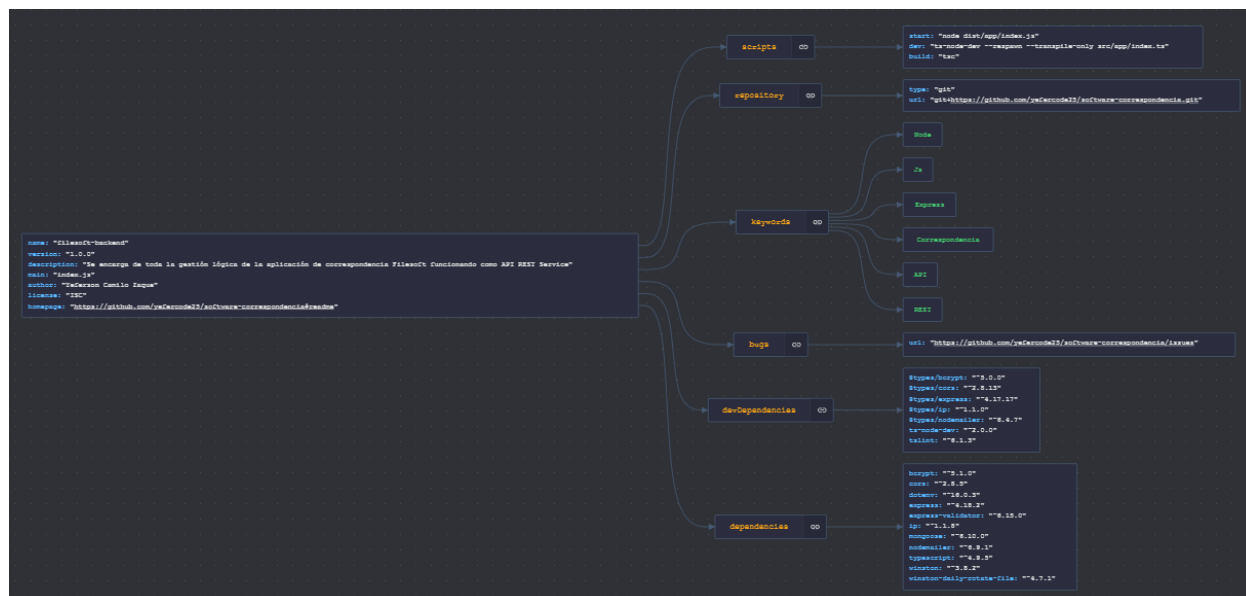 scripts
start: "node dist/app/index.js"
dev: "ts-node-dev --respawn --transpile-only src/app/index.ts"
build: "tsc"
repository
type: "git"
url: "git+https://github.com/yefercode25/software-correspondencia.git"
keywords
Node
Js
Express
Correspondencia
API
REST
name: "filesoft-backend"
version: "1.0.0"
description: "Se encarga de toda la gestión lógica de la aplicación de correspondencia Filesoft funcionando como API REST Service"
main: "index.js"
author: "Yeferson Camilo
license: "ISC"
homepage: "https://github.com/yefercode25/software-correspondencia#readme"
bugs
url: "https://github.com/yefercode25/software-correspondencia/issues"
devDependencies
@types/bcrypt: "^5.0.0"
@types/cors: "^2.8.13"
@types/express: "^4.17.17"
@types/ip: "^1.1.0"
@types/nodemailer: "^6.4.7"
ts-node-dev: "^2.0.0"
tslint: "^6.1.3"
dependencies
bcrypt: "^5.1.0"
cors: "^2.8.5"
dotenv: "^16.0.3"
express: "^4.18.2"
express-validator: "^6.15.0"
ip: "^1.1.8"
mongoose: "^6.10.0"
nodemailer: "^6.9.1"
typescript: "^4.9.5"
winston: "^3.8.2"
winston-daily-rotate-file: "^4.7.1"